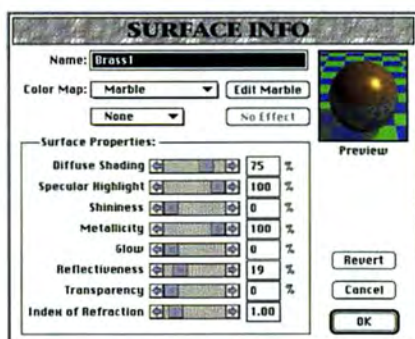 SURFACE INFO
Name: Brass1
Color Map: Marble Edit Marble
None No Effect
Preview
Surface Properties:
Diffuse Shading 75 %
Specular Highlight 100 %
Shininess 0 %
Metallicity 100 %
Glow 0 %
Reflectiveness 19 %
Transparency 0 %
Index of Refraction 1.00
Revert
Cancel
OK